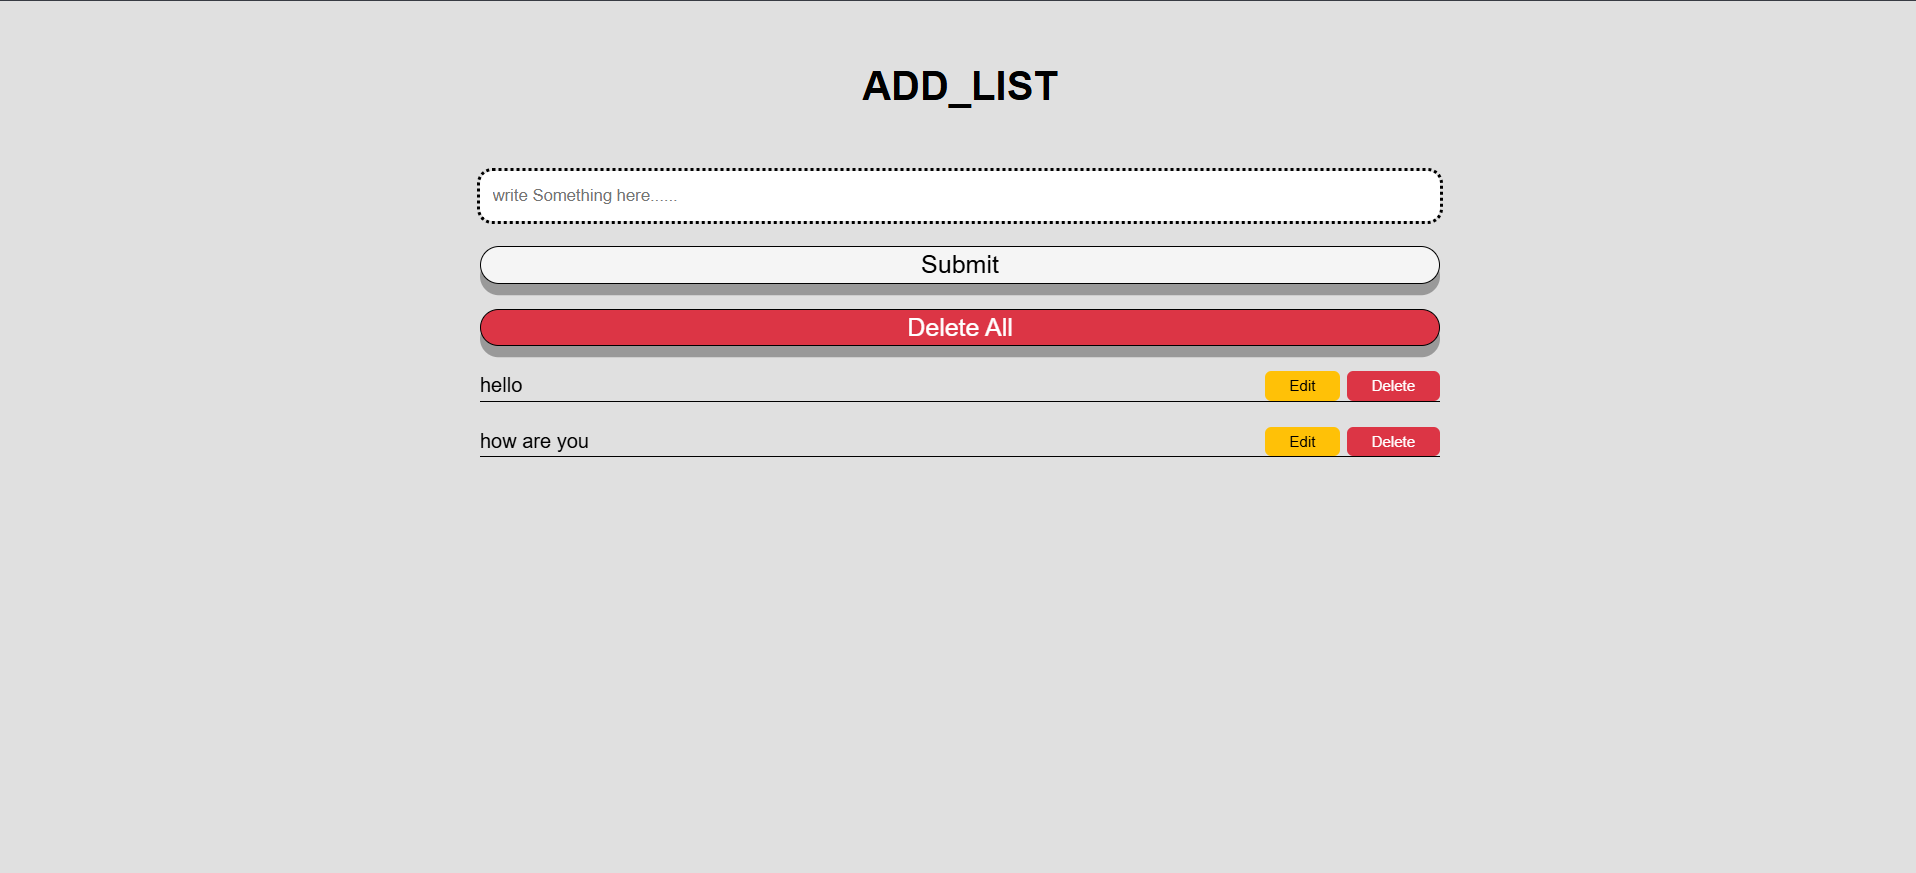 ADD_LIST
write Something here......
Submit
Delete All
hello Edit Delete
how are you Edit Delete